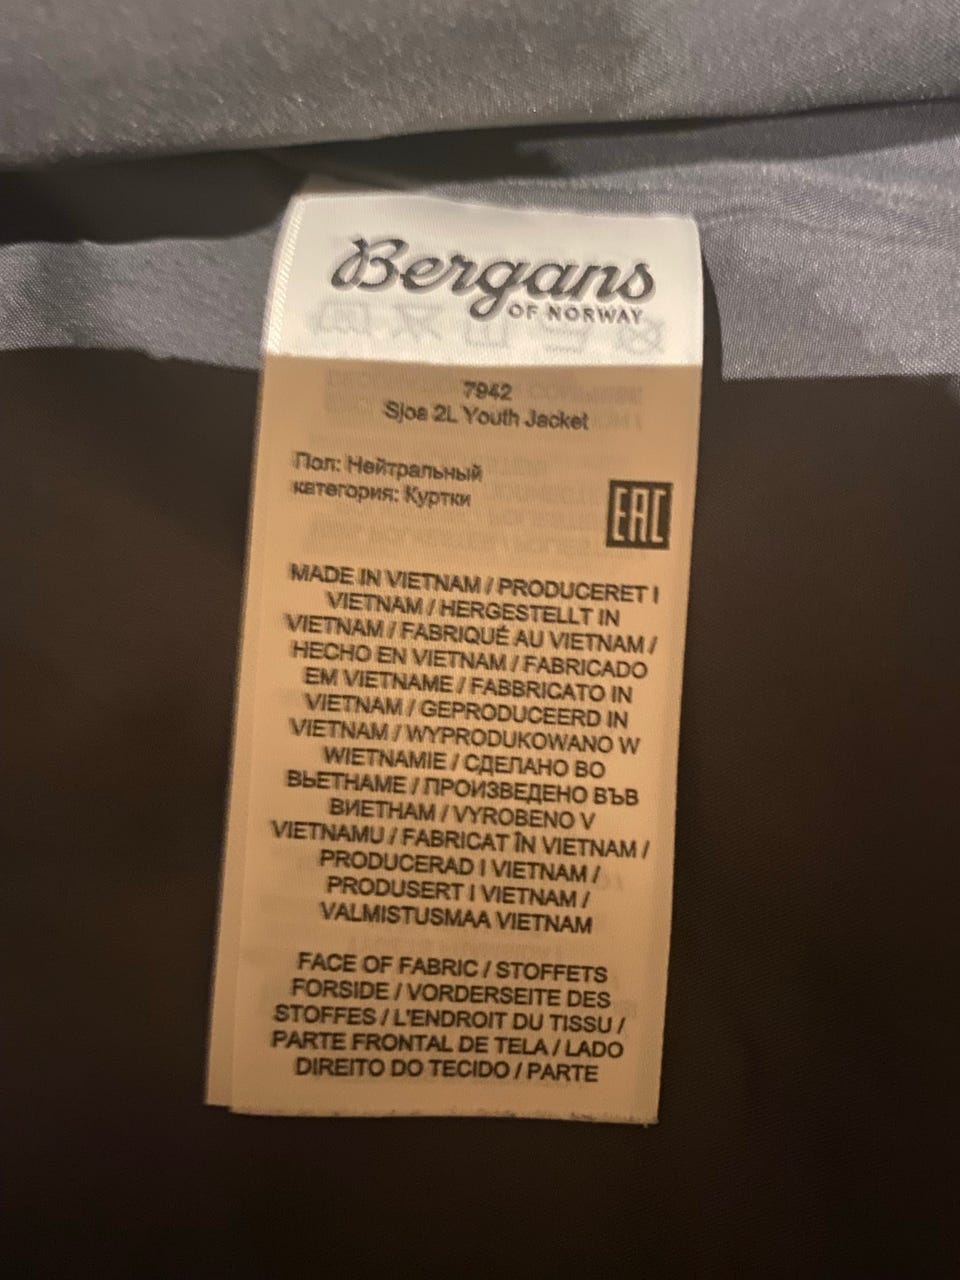 Bergans
OF NORWAY
7942
Sjoa 2L Youth Jacket
Пол: Нейтральный
категория: Куртки
EAC
MADE IN VIETNAM / PRODUCERET I
VIETNAM / HERGESTELLT IN
VIETNAM / FABRIQUÉ AU VIETNAM /
HECHO EN VIETNAM / FABRICADO
EM VIETNAME / FABBRICATO IN
VIETNAM / GEPRODUCEERD IN
VIETNAM / WYPRODUKOWANO W
WIETNAMIE / СДЕЛАНО ВО
ВЬЕТНАМЕ / ПРОИЗВЕДЕНО ВЪВ
ВИЕТНАМ / VYROBENO V
VIETNAMU / FABRICAT ÎN VIETNAM /
PRODUCERAD I VIETNAM /
PRODUSERT I VIETNAM /
VALMISTUSMAA VIETNAM
FACE OF FABRIC / STOFFETS
FORSIDE / VORDERSEITE DES
STOFFES / L'ENDROIT DU TISSU /
PARTE FRONTAL DE TELA / LADO
DIREITO DO TECIDO / PARTE